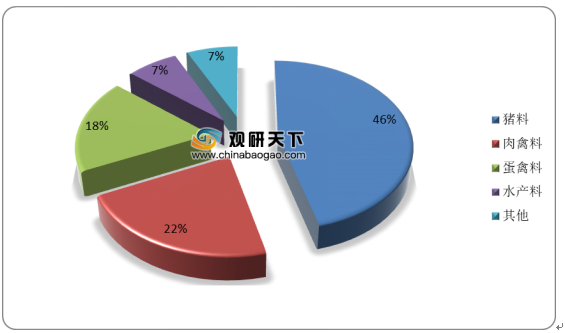 7%
7%
46%
18%
22%
观研天下
www.chinabaogao.com
猪料
肉禽料
蛋禽料
水产料
其他